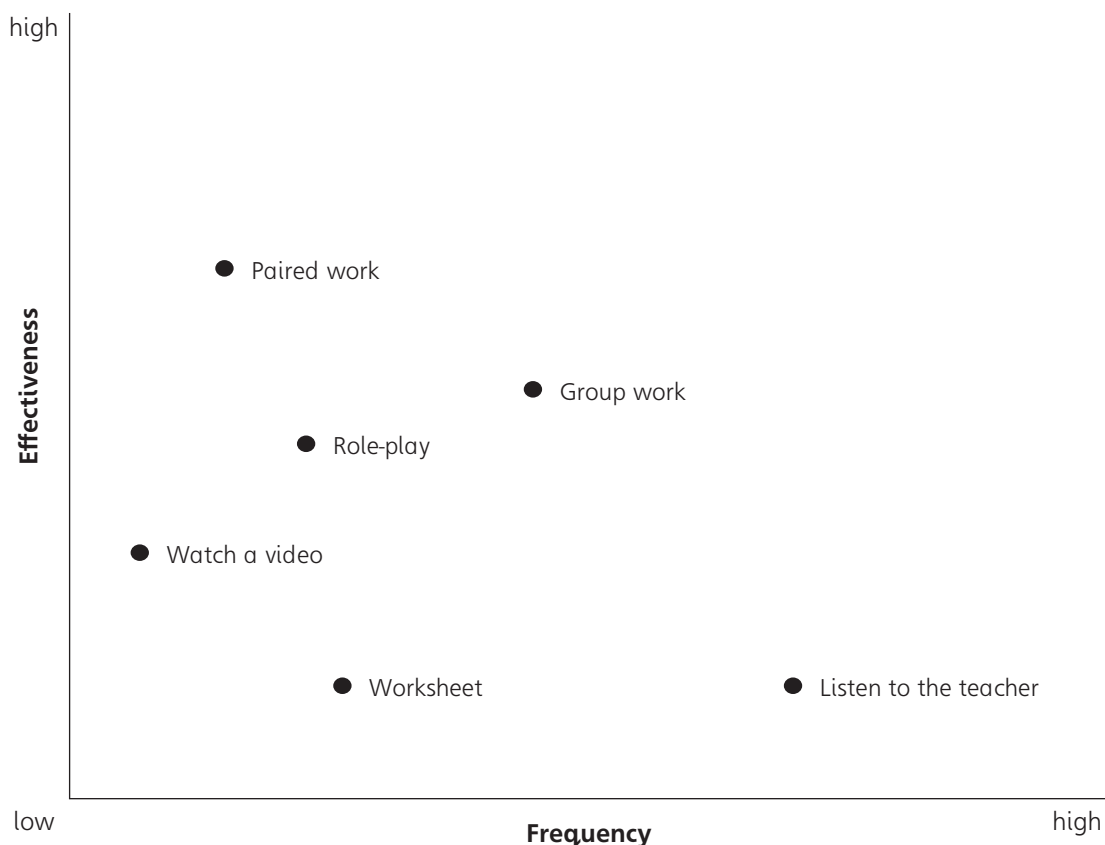 high
Paired work
Effectiveness
Group work
Role-play
Watch a video
Worksheet
Listen to the teacher
low
Frequency
high